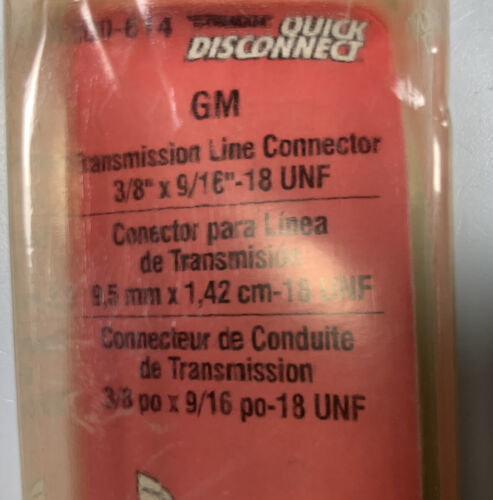 800-614 QUICK
DISCONNECT
GM
Transmission Line Connector
3/8" x 9/16"-18 UNF
Conector para Línea
de Transmisión
9,5 mm x 1,42 cm-18 UNF
Connecteur de Conduite
de Transmission
3/8 po x 9/16 po-18 UNF